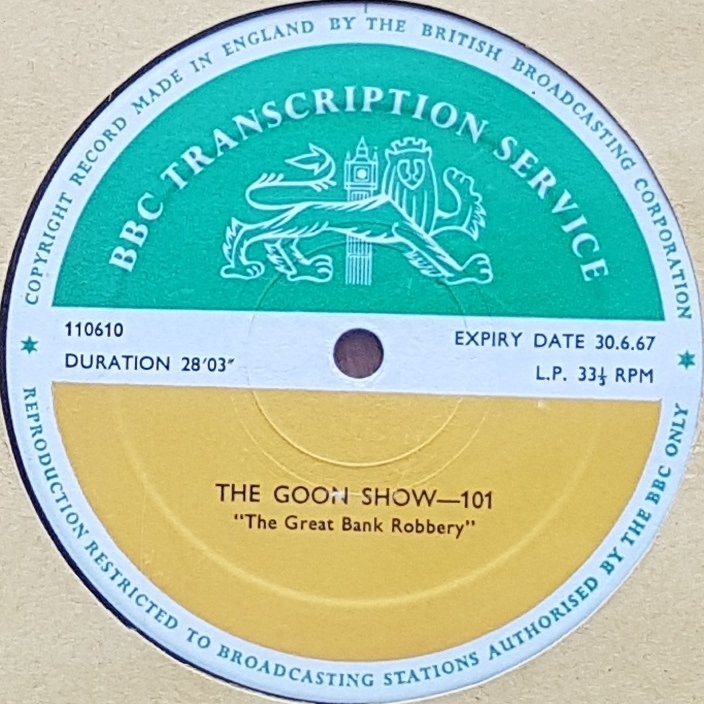 COPYRIGHT RECORD MADE IN ENGLAND BY THE BRITISH BROADCASTING CORPORATION
BBC TRANSCRIPTION SERVICE
110610
EXPIRY DATE 30.6.67
DURATION 28′03″
L.P. 33⅓ RPM
THE GOON SHOW—101
“The Great Bank Robbery”
REPRODUCTION RESTRICTED TO BROADCASTING STATIONS AUTHORISED BY THE BBC ONLY